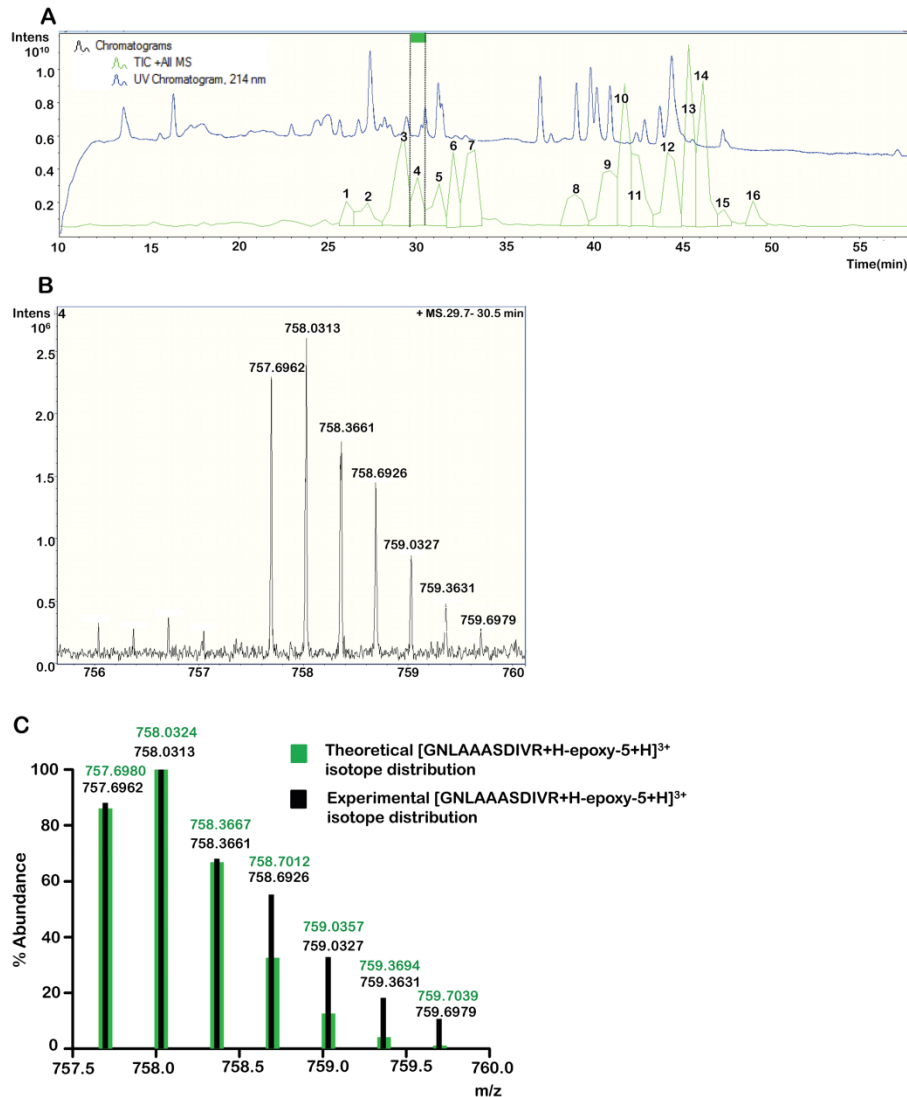 A
Intens
10¹⁰
Chromatograms
TIC +All MS
UV Chromatogram, 214 nm
1.0
0.8
0.6
0.4
0.2
1
2
3
4
5
6
7
8
9
10
11
12
13
14
15
16
10 15 20 25 30 35 40 45 50 55
Time(min)
B
Intens 4
10⁶
+ MS.29.7- 30.5 min
2.5
2.0
1.5
1.0
0.5
0.0
757.6962
758.0313
758.3661
758.6926
759.0327
759.3631
759.6979
756 757 758 759 760
C
Theoretical [GNLAAASDIVR+H-epoxy-5+H]³⁺
isotope distribution
Experimental [GNLAAASDIVR+H-epoxy-5+H]³⁺
isotope distribution
758.0324
758.0313
757.6980
757.6962
758.3667
758.3661
758.7012
758.6926
759.0357
759.0327
759.3694
759.3631
759.7039
759.6979
% Abundance
100
80
60
40
20
0
757.5 758.0 758.5 759.0 759.5 760.0
m/z